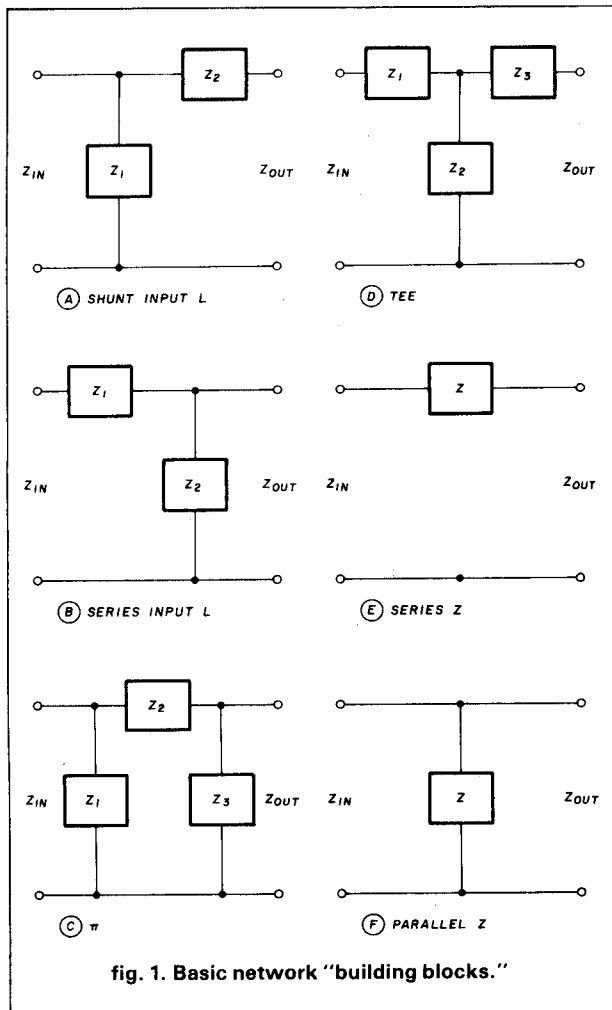 Z2
Z1
ZIN
ZOUT
A SHUNT INPUT L
Z1
Z3
Z2
ZIN
ZOUT
D TEE
Z1
Z2
ZIN
ZOUT
B SERIES INPUT L
Z
ZIN
ZOUT
E SERIES Z
Z2
Z1
Z3
ZIN
ZOUT
C π
Z
ZIN
ZOUT
F PARALLEL Z
fig. 1. Basic network "building blocks."